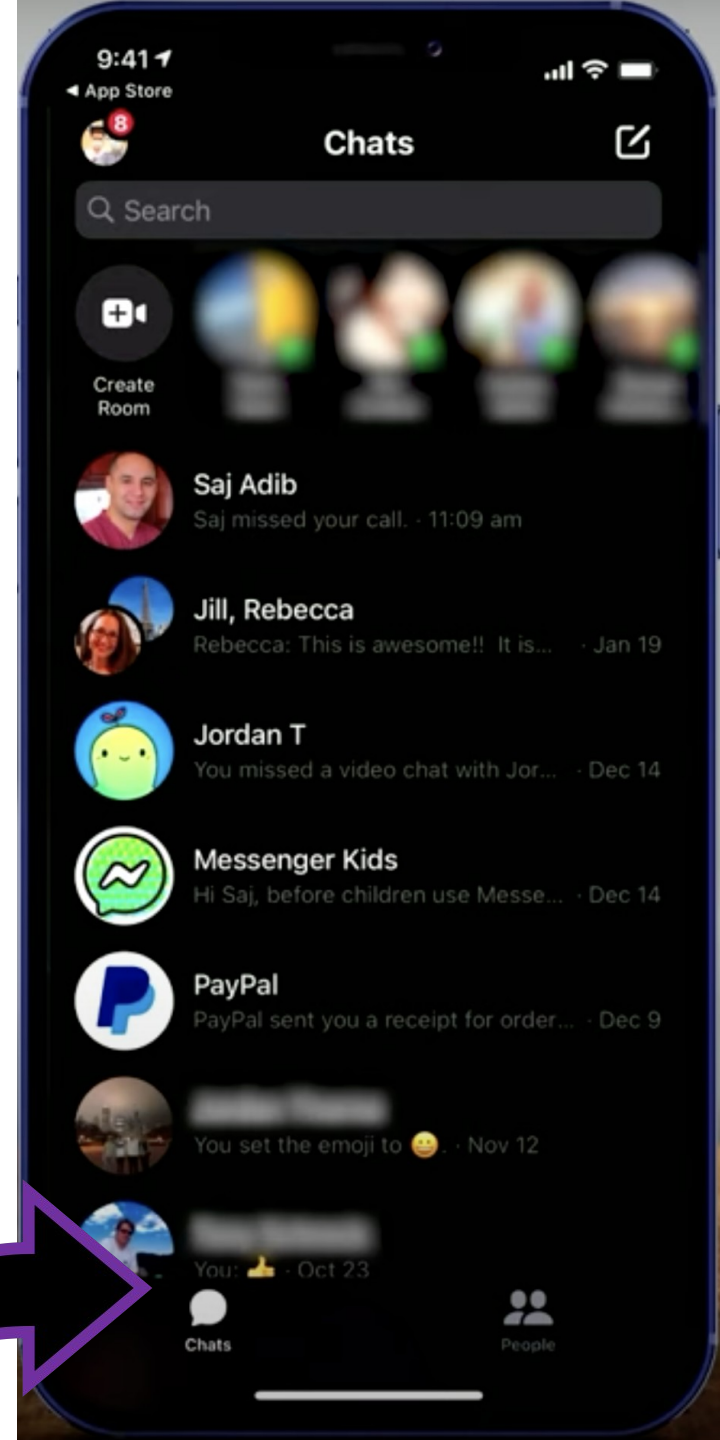 9:41
◀ App Store
8
Chats
Search
Create
Room
Saj Adib
Saj missed your call. · 11:09 am
Jill, Rebecca
Rebecca: This is awesome!! It is... · Jan 19
Jordan T
You missed a video chat with Jor... · Dec 14
Messenger Kids
Hi Saj, before children use Messe... · Dec 14
PayPal
PayPal sent you a receipt for order... · Dec 9
You set the emoji to 😀. · Nov 12
You: 👍 · Oct 23
Chats
People